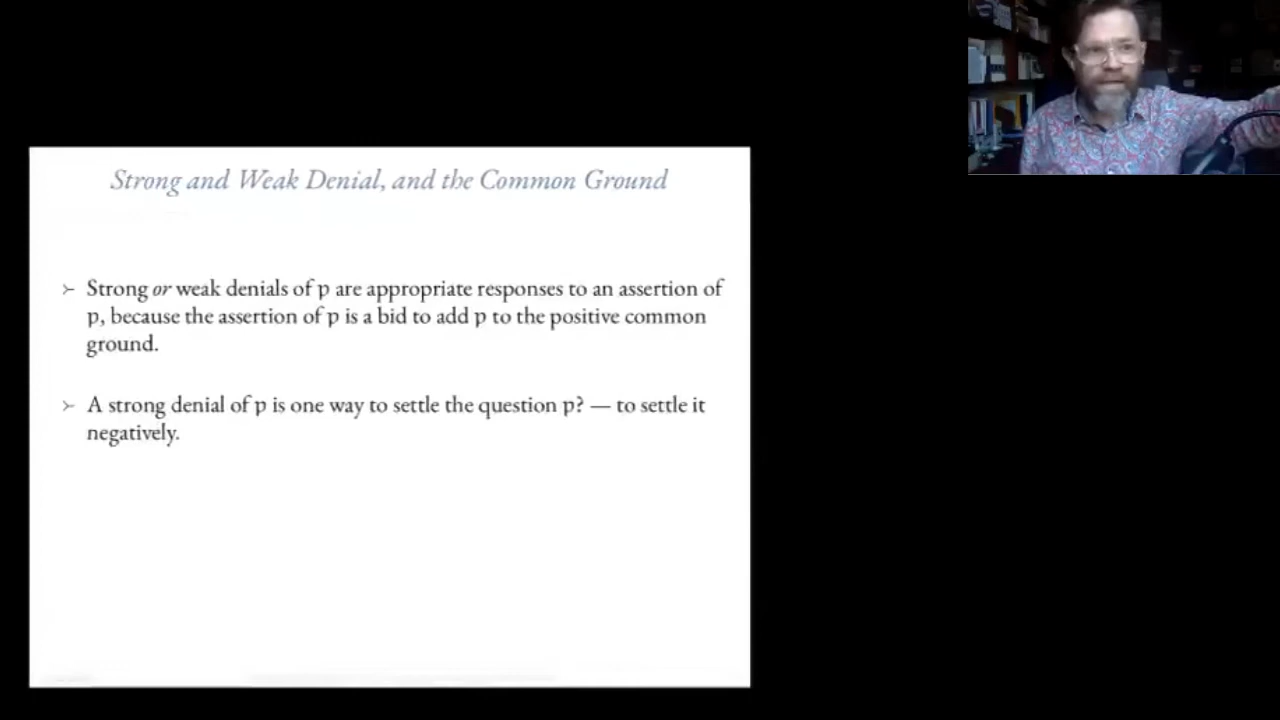 Strong and Weak Denial, and the Common Ground
➢ Strong or weak denials of p are appropriate responses to an assertion of
p, because the assertion of p is a bid to add p to the positive common
ground.
➢ A strong denial of p is one way to settle the question p? — to settle it
negatively.